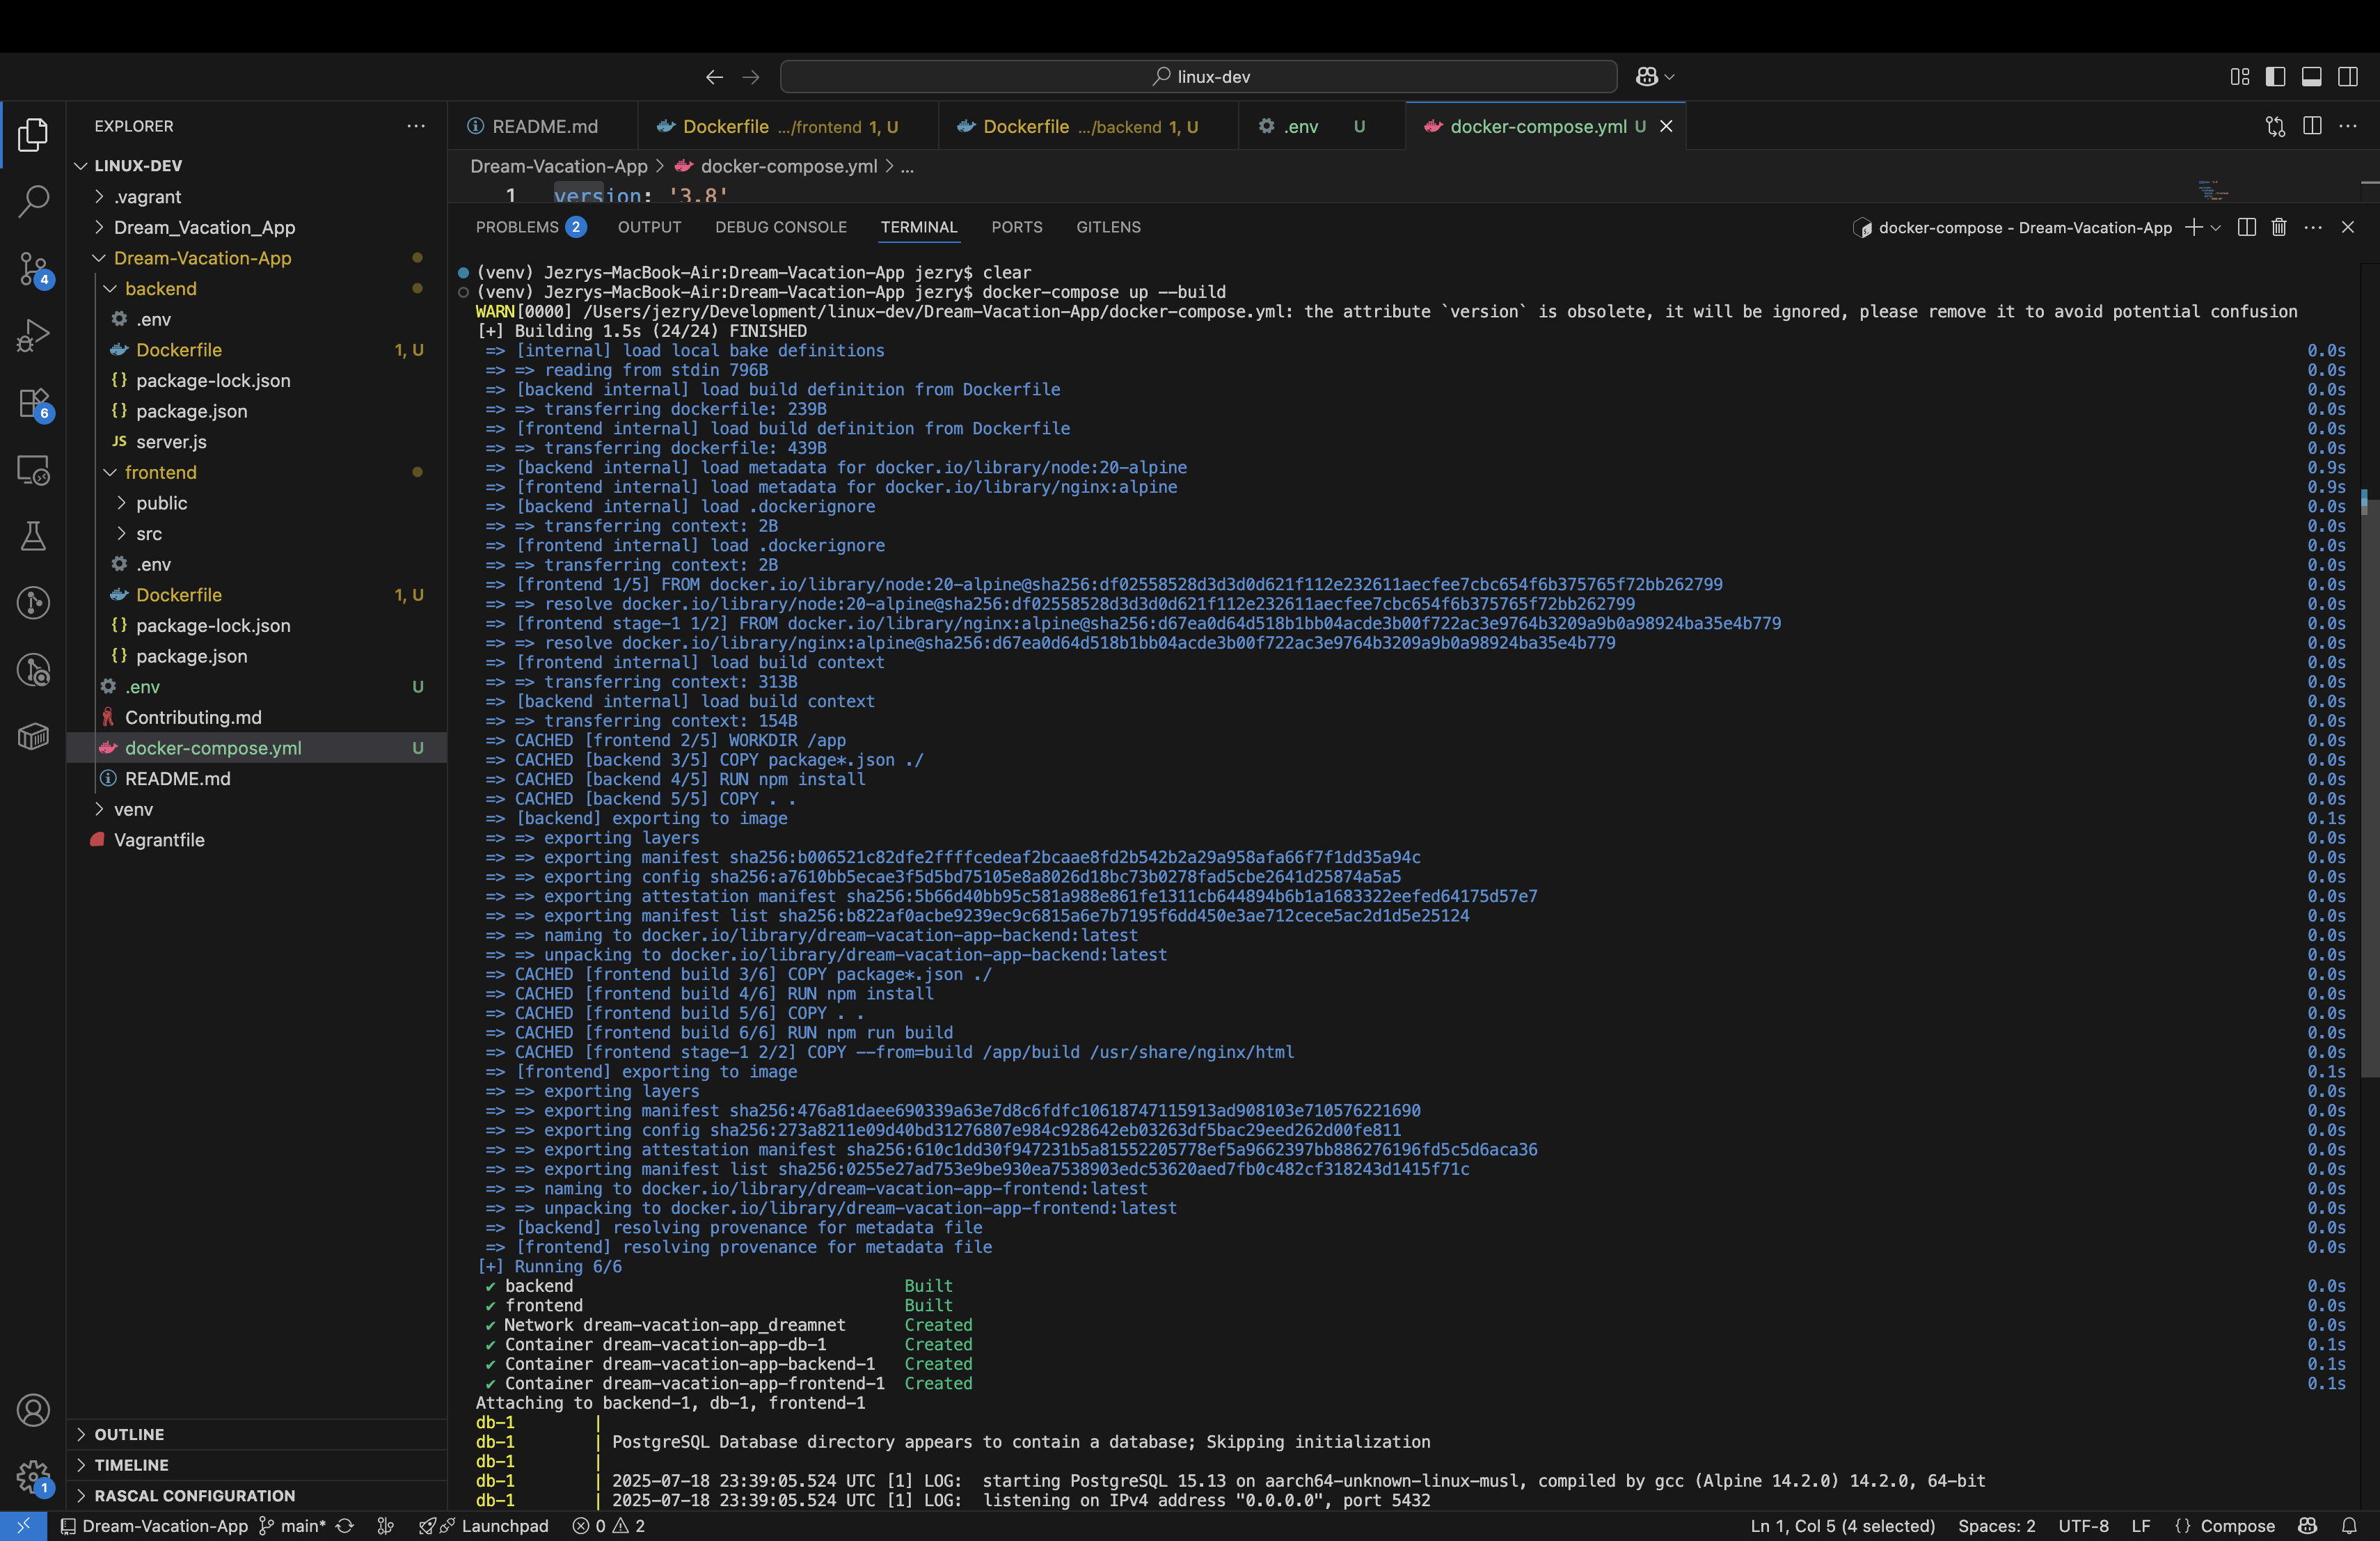 linux-dev
EXPLORER
README.md
Dockerfile .../frontend 1, U
Dockerfile .../backend 1, U
.env U
docker-compose.yml U
LINUX-DEV
.vagrant
Dream_Vacation_App
Dream-Vacation-App
backend
.env
Dockerfile 1, U
package-lock.json
package.json
server.js
frontend
public
src
.env
Dockerfile 1, U
package-lock.json
package.json
.env U
Contributing.md
docker-compose.yml U
README.md
venv
Vagrantfile
OUTLINE
TIMELINE
RASCAL CONFIGURATION
4
6
1
Dream-Vacation-App > docker-compose.yml > ...
1 version: '3.8'
PROBLEMS 2 OUTPUT DEBUG CONSOLE TERMINAL PORTS GITLENS
docker-compose - Dream-Vacation-App
(venv) Jezrys-MacBook-Air:Dream-Vacation-App jezry$ clear
(venv) Jezrys-MacBook-Air:Dream-Vacation-App jezry$ docker-compose up --build
WARN[0000] /Users/jezry/Development/linux-dev/Dream-Vacation-App/docker-compose.yml: the attribute `version` is obsolete, it will be ignored, please remove it to avoid potential confusion
[+] Building 1.5s (24/24) FINISHED
=> [internal] load local bake definitions 0.0s
=> => reading from stdin 796B 0.0s
=> [backend internal] load build definition from Dockerfile 0.0s
=> => transferring dockerfile: 239B 0.0s
=> [frontend internal] load build definition from Dockerfile 0.0s
=> => transferring dockerfile: 439B 0.0s
=> [backend internal] load metadata for docker.io/library/node:20-alpine 0.9s
=> [frontend internal] load metadata for docker.io/library/nginx:alpine 0.9s
=> [backend internal] load .dockerignore 0.0s
=> => transferring context: 2B 0.0s
=> [frontend internal] load .dockerignore 0.0s
=> => transferring context: 2B 0.0s
=> [frontend 1/5] FROM docker.io/library/node:20-alpine@sha256:df02558528d3d3d0d621f112e232611aecfee7cbc654f6b375765f72bb262799 0.0s
=> => resolve docker.io/library/node:20-alpine@sha256:df02558528d3d3d0d621f112e232611aecfee7cbc654f6b375765f72bb262799 0.0s
=> [frontend stage-1 1/2] FROM docker.io/library/nginx:alpine@sha256:d67ea0d64d518b1bb04acde3b00f722ac3e9764b3209a9b0a98924ba35e4b779 0.0s
=> => resolve docker.io/library/nginx:alpine@sha256:d67ea0d64d518b1bb04acde3b00f722ac3e9764b3209a9b0a98924ba35e4b779 0.0s
=> [frontend internal] load build context 0.0s
=> => transferring context: 313B 0.0s
=> [backend internal] load build context 0.0s
=> => transferring context: 154B 0.0s
=> CACHED [frontend 2/5] WORKDIR /app 0.0s
=> CACHED [backend 3/5] COPY package*.json ./ 0.0s
=> CACHED [backend 4/5] RUN npm install 0.0s
=> CACHED [backend 5/5] COPY . . 0.0s
=> [backend] exporting to image 0.1s
=> => exporting layers 0.0s
=> => exporting manifest sha256:b006521c82dfe2ffffcedeaf2bcaae8fd2b542b2a29a958afa66f7f1dd35a94c 0.0s
=> => exporting config sha256:a7610bb5ecae3f5d5bd75105e8a8026d18bc73b0278fad5cbe2641d25874a5a5 0.0s
=> => exporting attestation manifest sha256:5b66d40bb95c581a988e861fe1311cb644894b6b1a1683322eefed64175d57e7 0.0s
=> => exporting manifest list sha256:b822af0acbe9239ec9c6815a6e7b7195f6dd450e3ae712cece5ac2d1d5e25124 0.0s
=> => naming to docker.io/library/dream-vacation-app-backend:latest 0.0s
=> => unpacking to docker.io/library/dream-vacation-app-backend:latest 0.0s
=> CACHED [frontend build 3/6] COPY package*.json ./ 0.0s
=> CACHED [frontend build 4/6] RUN npm install 0.0s
=> CACHED [frontend build 5/6] COPY . . 0.0s
=> CACHED [frontend build 6/6] RUN npm run build 0.0s
=> CACHED [frontend stage-1 2/2] COPY --from=build /app/build /usr/share/nginx/html 0.0s
=> [frontend] exporting to image 0.1s
=> => exporting layers 0.0s
=> => exporting manifest sha256:476a81daee690339a63e7d8c6fdfc10618747115913ad908103e710576221690 0.0s
=> => exporting config sha256:273a8211e09d40bd31276807e984c928642eb03263df5bac29eed262d00fe811 0.0s
=> => exporting attestation manifest sha256:610c1dd30f947231b5a81552205778ef5a9662397bb886276196fd5c5d6aca36 0.0s
=> => exporting manifest list sha256:0255e27ad753e9be930ea7538903edc53620aed7fb0c482cf318243d1415f71c 0.0s
=> => naming to docker.io/library/dream-vacation-app-frontend:latest 0.0s
=> => unpacking to docker.io/library/dream-vacation-app-frontend:latest 0.0s
=> [backend] resolving provenance for metadata file 0.0s
=> [frontend] resolving provenance for metadata file 0.0s
[+] Running 6/6
✔ backend Built 0.0s
✔ frontend Built 0.0s
✔ Network dream-vacation-app_dreamnet Created 0.0s
✔ Container dream-vacation-app-db-1 Created 0.1s
✔ Container dream-vacation-app-backend-1 Created 0.1s
✔ Container dream-vacation-app-frontend-1 Created 0.1s
Attaching to backend-1, db-1, frontend-1
db-1 |
db-1 | PostgreSQL Database directory appears to contain a database; Skipping initialization
db-1 |
db-1 | 2025-07-18 23:39:05.524 UTC [1] LOG:  starting PostgreSQL 15.13 on aarch64-unknown-linux-musl, compiled by gcc (Alpine 14.2.0) 14.2.0, 64-bit
db-1 | 2025-07-18 23:39:05.524 UTC [1] LOG:  listening on IPv4 address "0.0.0.0", port 5432
Dream-Vacation-App main* Launchpad 0 2 Ln 1, Col 5 (4 selected) Spaces: 2 UTF-8 LF {} Compose